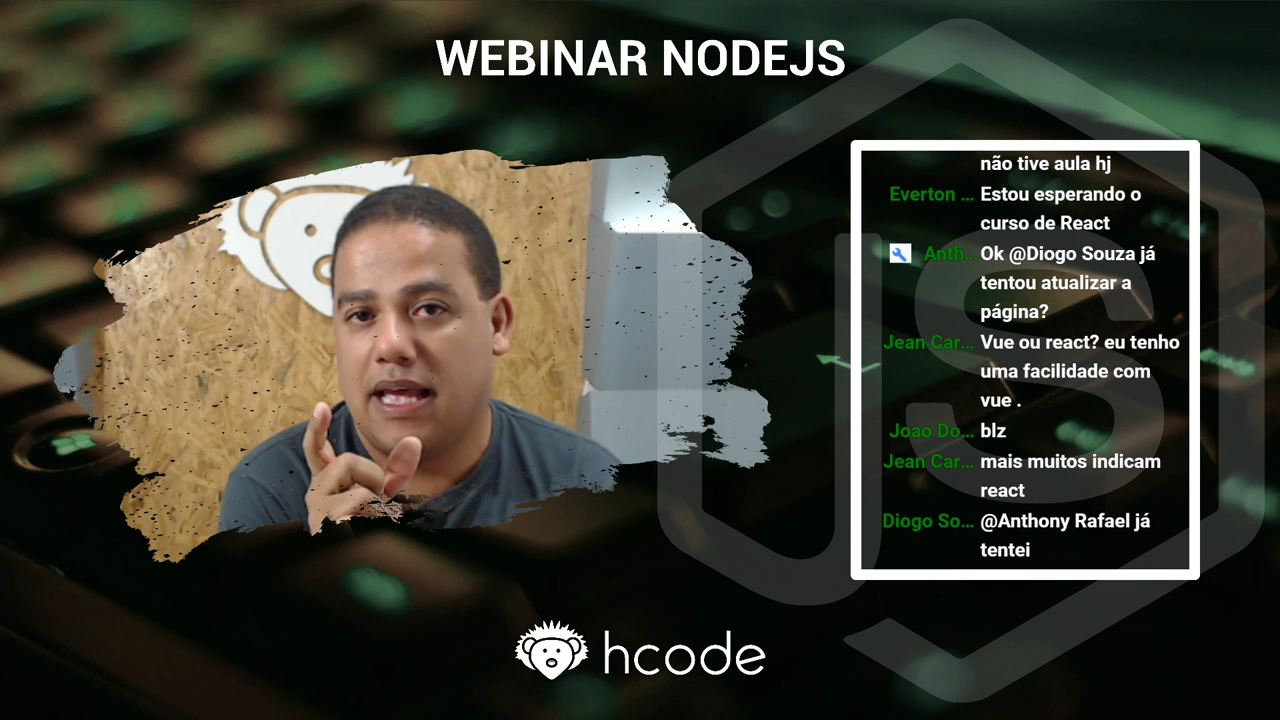 WEBINAR NODEJS
não tive aula hj
Everton ... Estou esperando o
curso de React
Anth... Ok @Diogo Souza já
tentou atualizar a
página?
Jean Car... Vue ou react? eu tenho
uma facilidade com
vue .
Joao Do... blz
Jean Car... mais muitos indicam
react
Diogo So... @Anthony Rafael já
tentei
JS
hcode